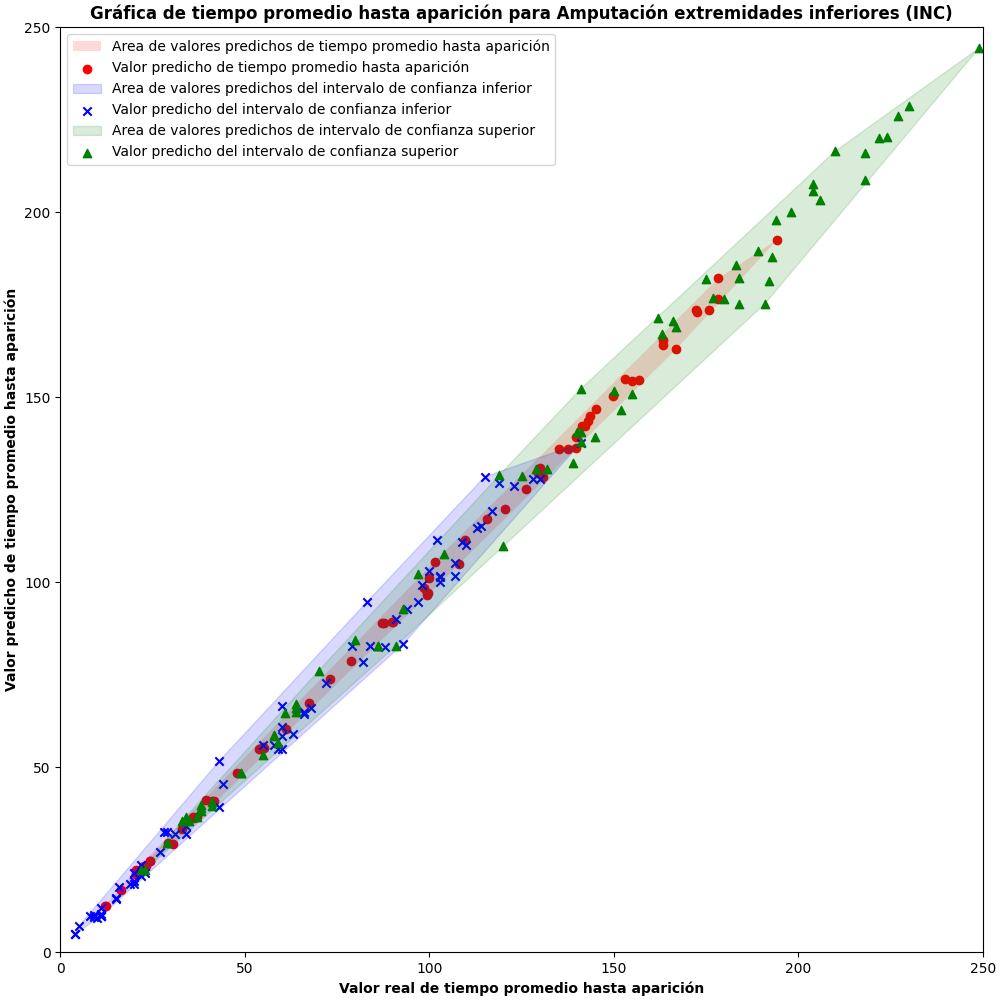 Gráfica de tiempo promedio hasta aparición para Amputación extremidades inferiores (INC)
Area de valores predichos de tiempo promedio hasta aparición
Valor predicho de tiempo promedio hasta aparición
Area de valores predichos del intervalo de confianza inferior
Valor predicho del intervalo de confianza inferior
Area de valores predichos de intervalo de confianza superior
Valor predicho del intervalo de confianza superior
Valor predicho de tiempo promedio hasta aparición
250
200
150
100
50
0
0 50 100 150 200 250
Valor real de tiempo promedio hasta aparición